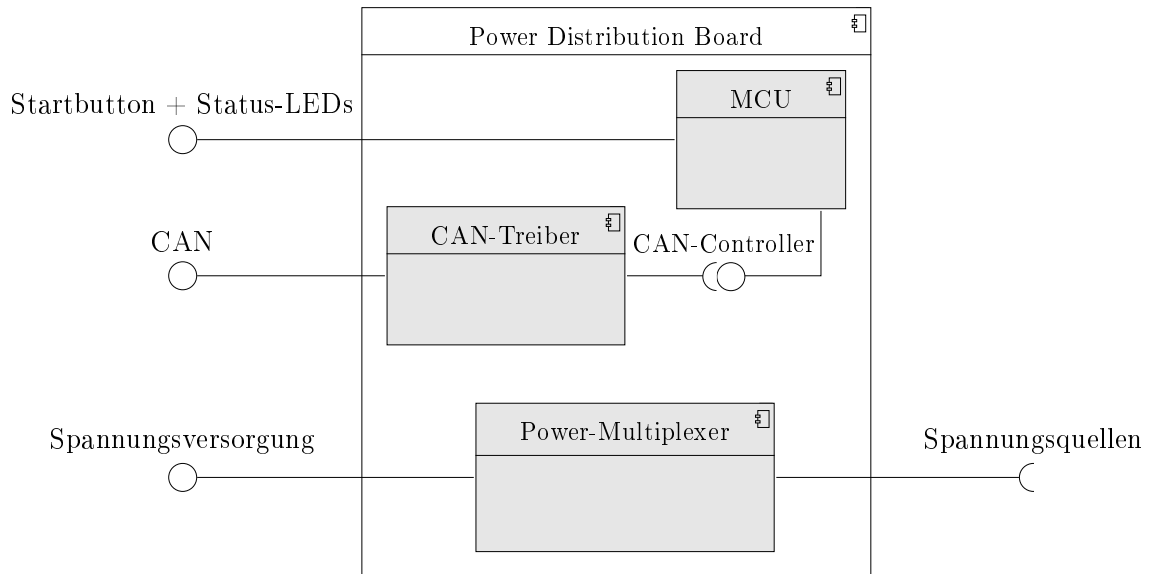 Power Distribution Board
MCU
Startbutton + Status-LEDs
CAN-Treiber
CAN
CAN-Controller
Power-Multiplexer
Spannungsversorgung
Spannungsquellen